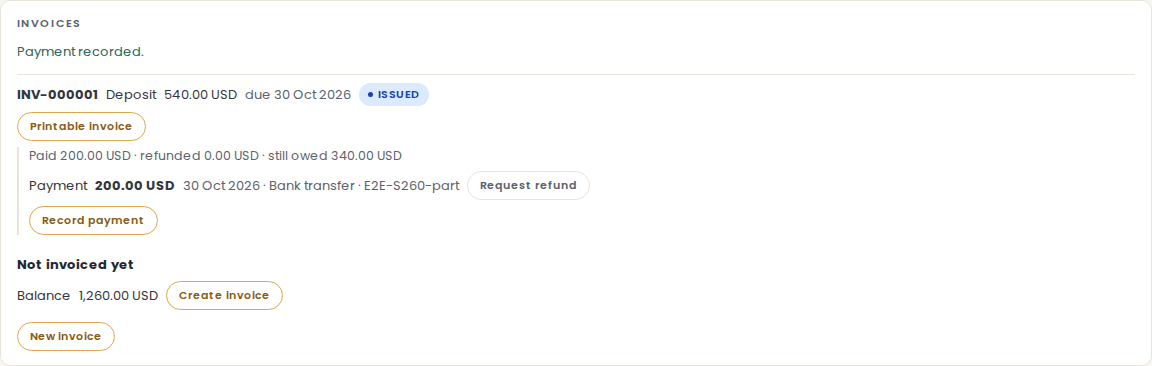 INVOICES
Payment recorded.
INV-000001 Deposit 540.00 USD due 30 Oct 2026 ISSUED
Printable invoice
Paid 200.00 USD · refunded 0.00 USD · still owed 340.00 USD
Payment 200.00 USD 30 Oct 2026 · Bank transfer · E2E-S260-part Request refund
Record payment
Not invoiced yet
Balance 1,260.00 USD Create invoice
New invoice